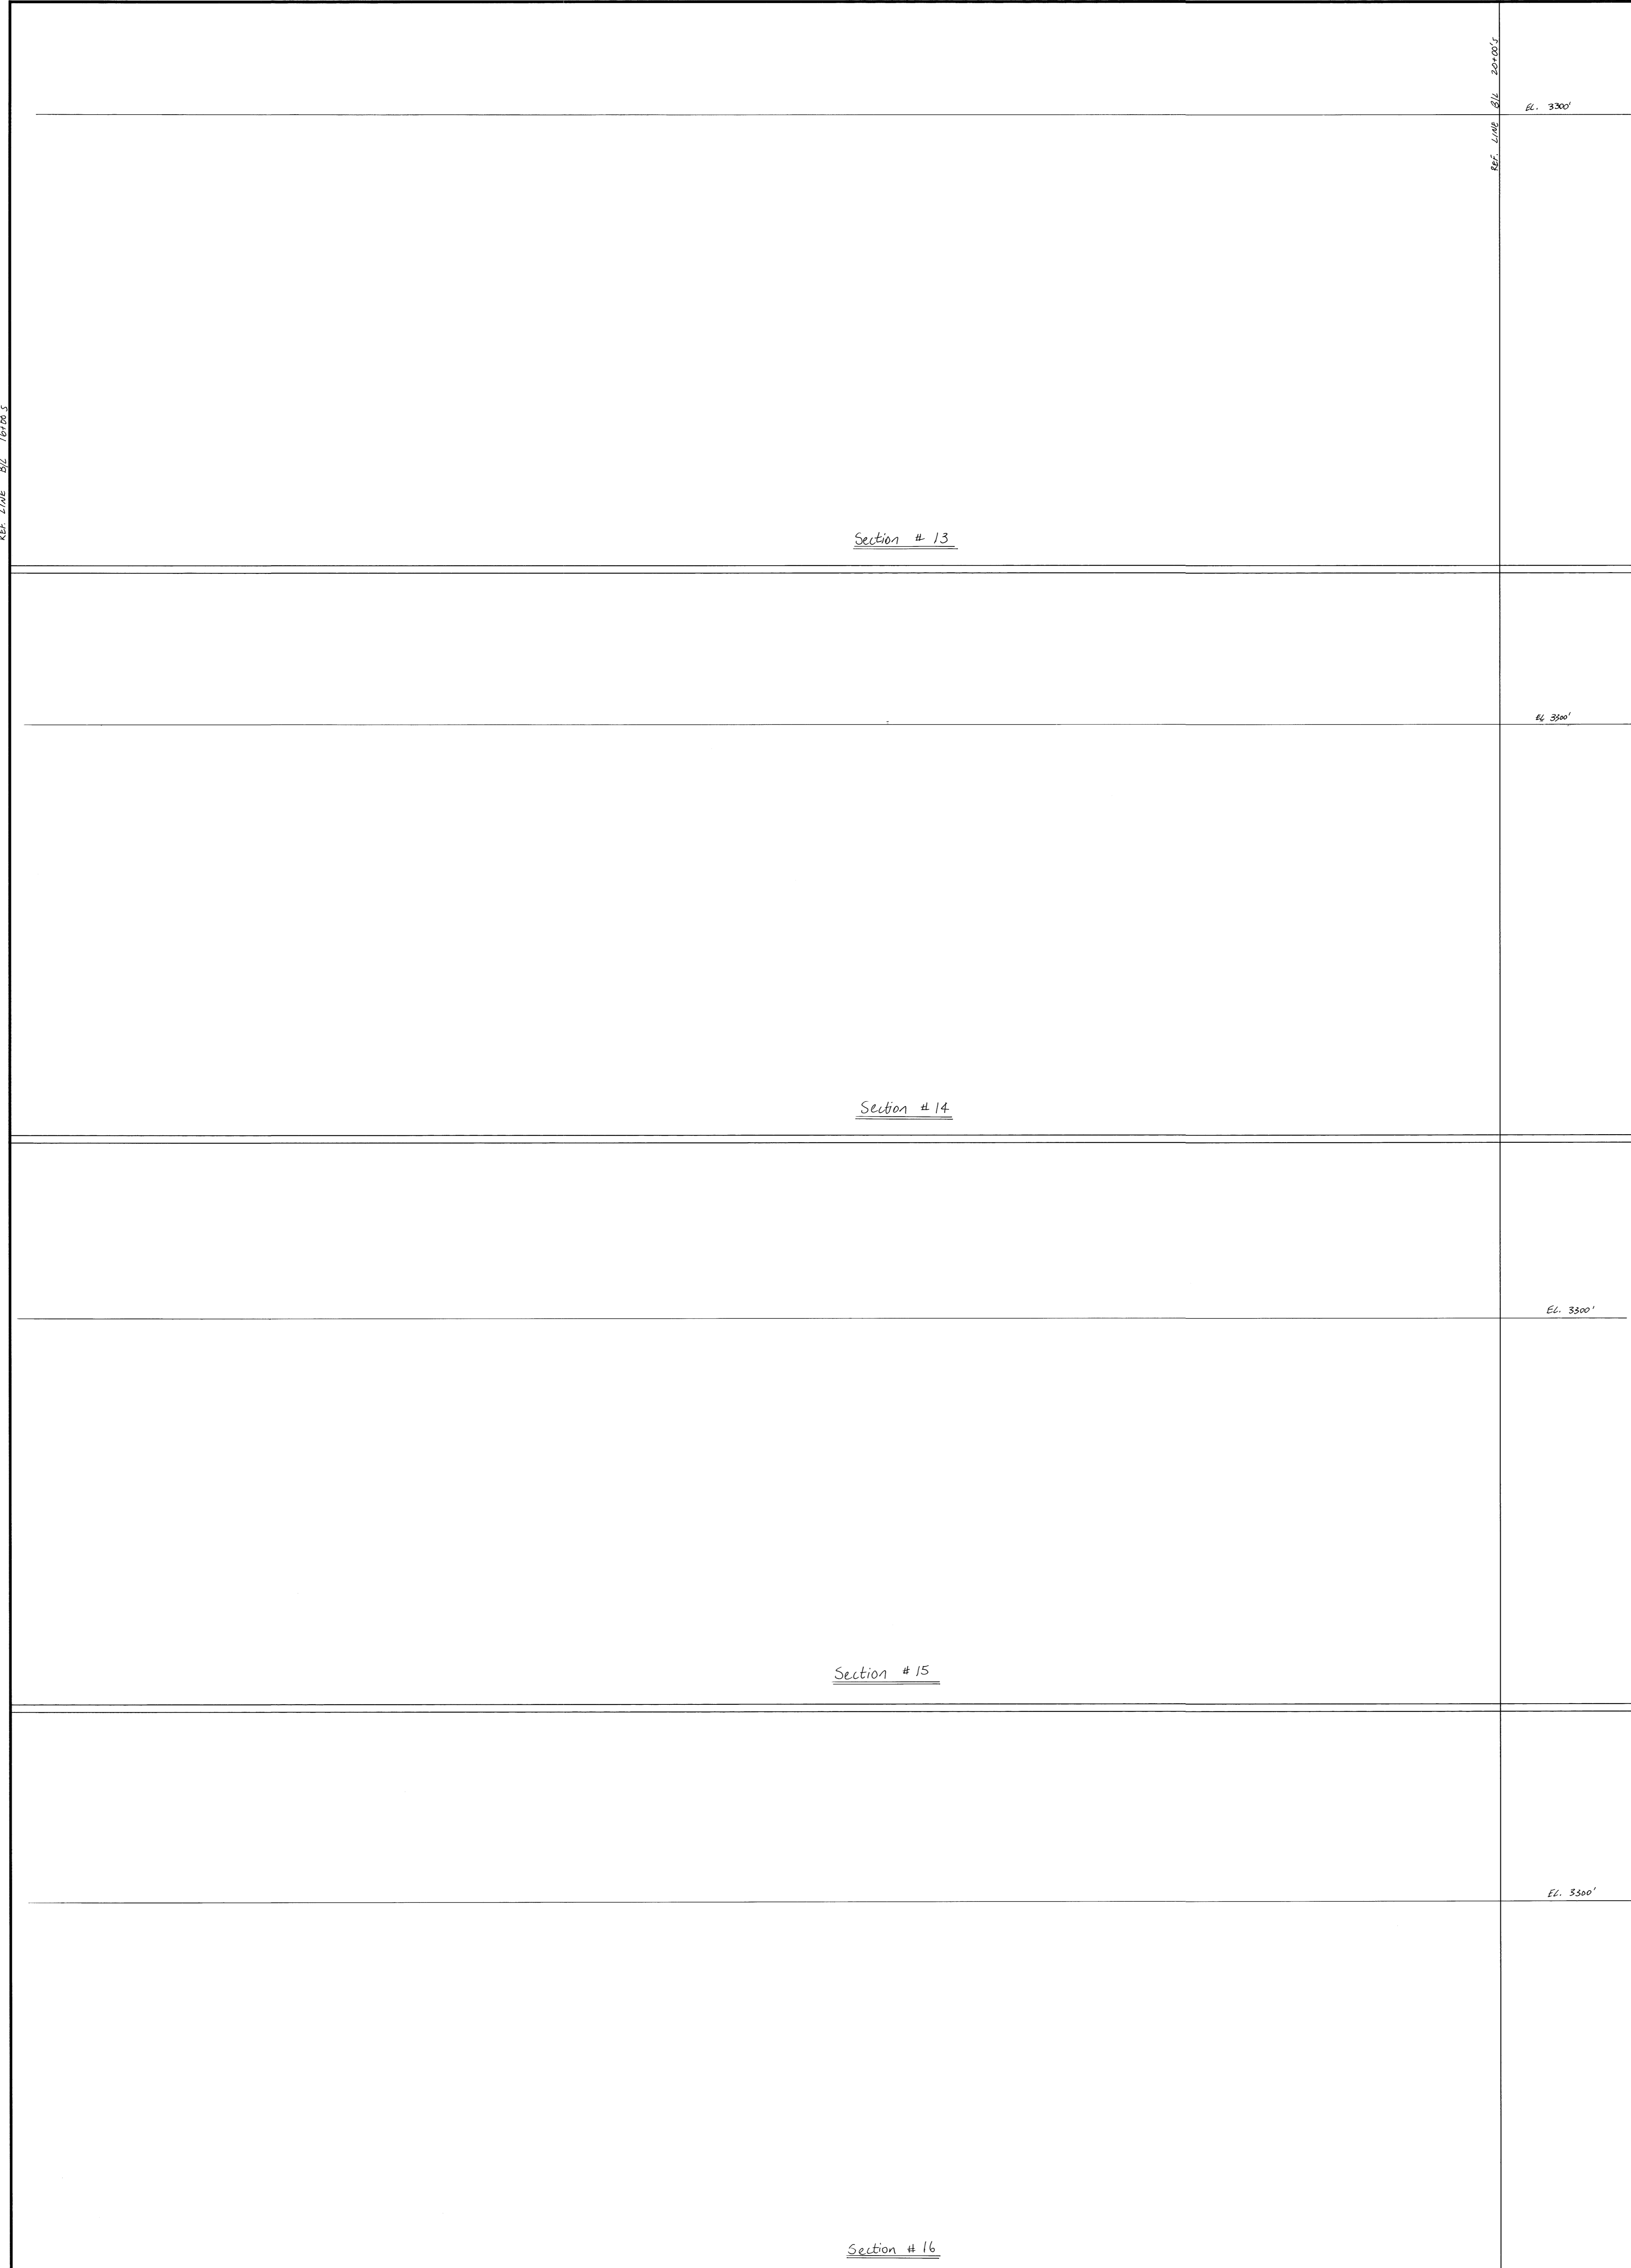 REF. LINE B/L 20+00'S
EL. 3300'
REF. LINE B/L 16+00 S
Section # 13
EL 3300'
Section # 14
EL. 3300'
Section # 15
EL. 3300'
Section # 16